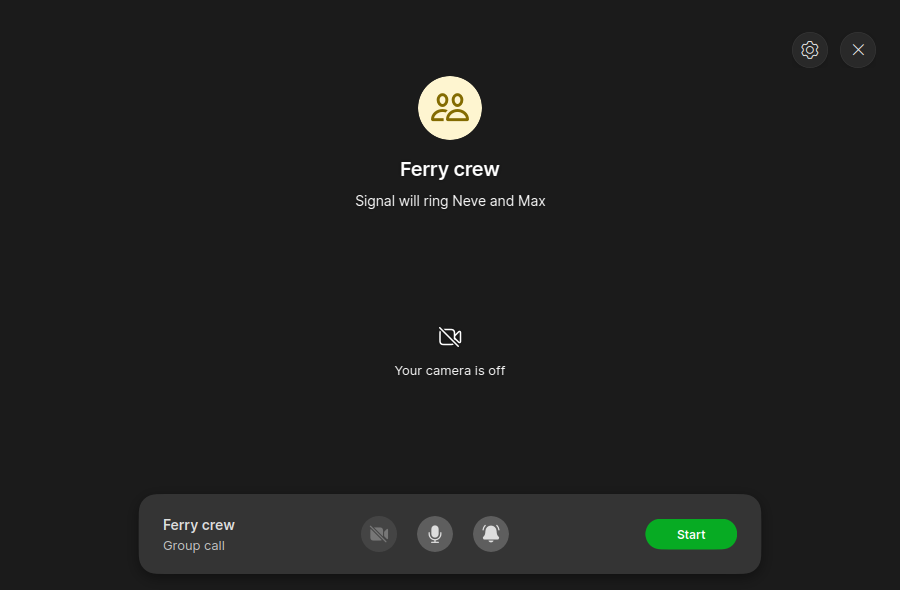 Ferry crew
Signal will ring Neve and Max
Your camera is off
Ferry crew
Group call
Start